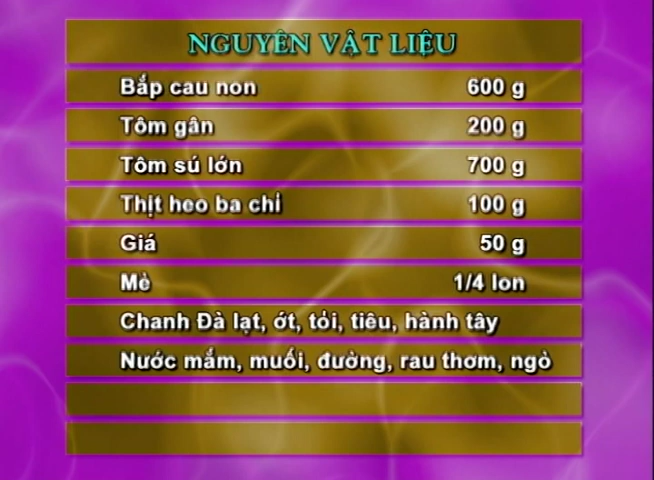 NGUYÊN VẬT LIỆU
Bắp cau non 600 g
Tôm gân 200 g
Tôm sú lớn 700 g
Thịt heo ba chỉ 100 g
Giá 50 g
Mè 1/4 lon
Chanh Đà lạt, ớt, tỏi, tiêu, hành tây
Nước mắm, muối, đường, rau thơm, ngò